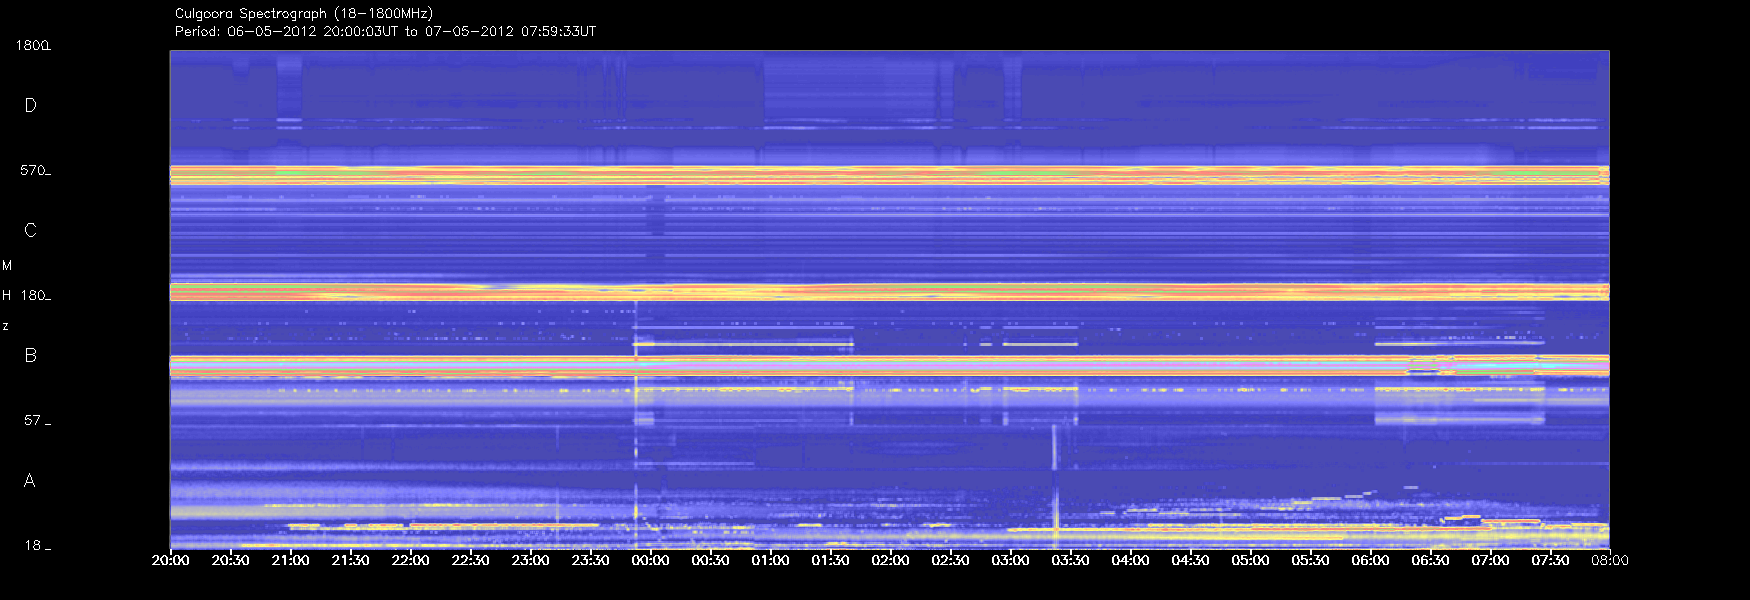 Culgoora Spectrograph (18-1800MHz)
Period: 06-05-2012 20:00:03UT to 07-05-2012 07:59:33UT
1800
D
570
C
M
H 180
z
B
57
A
18
20:00 20:30 21:00 21:30 22:00 22:30 23:00 23:30 00:00 00:30 01:00 01:30 02:00 02:30 03:00 03:30 04:00 04:30 05:00 05:30 06:00 06:30 07:00 07:30 08:00